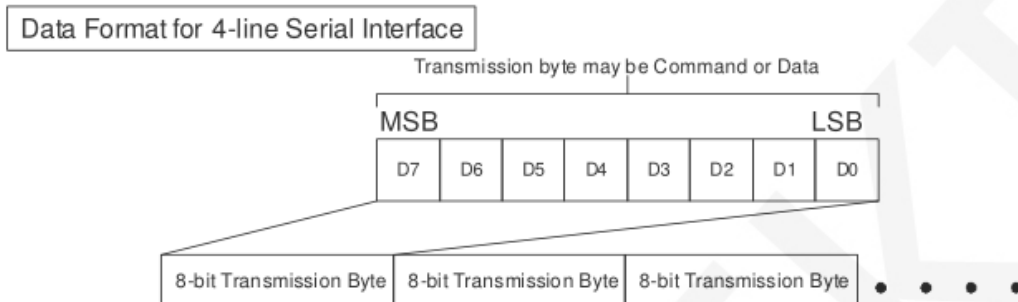 Data Format for 4-line Serial Interface
Transmission byte may be Command or Data
MSB LSB
D7 D6 D5 D4 D3 D2 D1 D0
8-bit Transmission Byte 8-bit Transmission Byte 8-bit Transmission Byte